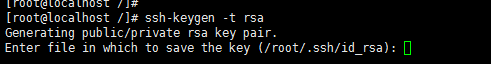 [root@localhost /]#
[root@localhost /]# ssh-keygen -t rsa
Generating public/private rsa key pair.
Enter file in which to save the key (/root/.ssh/id_rsa):